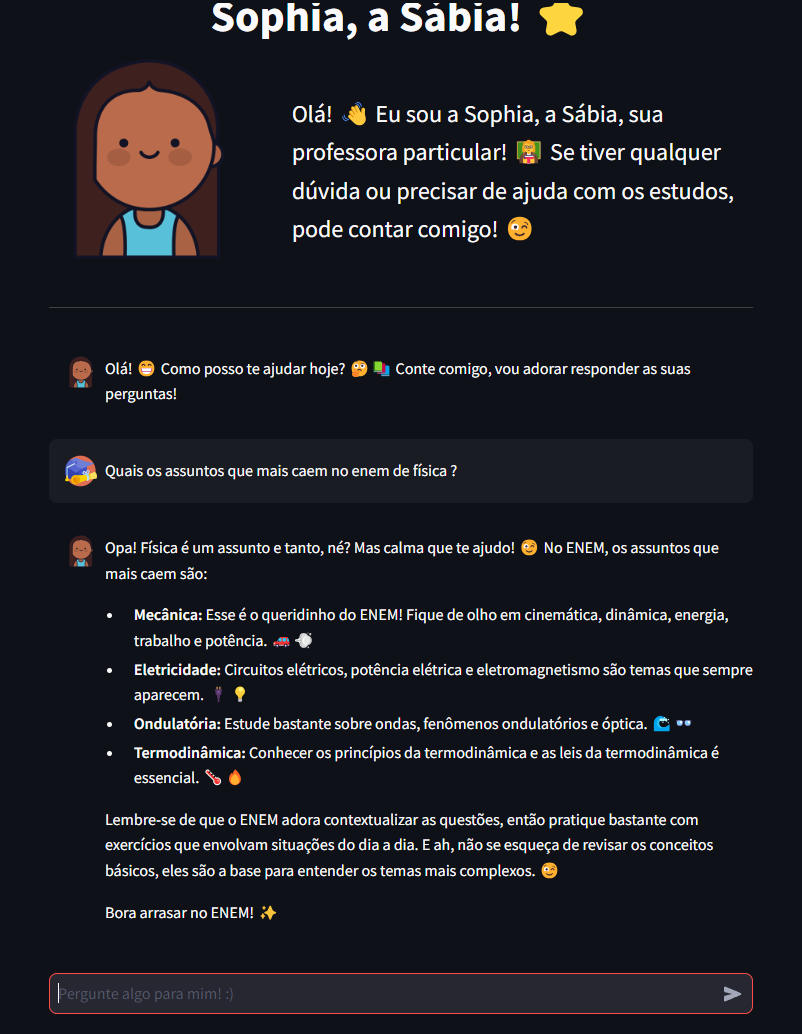 Sophia, a Sábia! ⭐
Olá! 👋 Eu sou a Sophia, a Sábia, sua
professora particular! 👩‍🏫 Se tiver qualquer
dúvida ou precisar de ajuda com os estudos,
pode contar comigo! 😉
Olá! 😁 Como posso te ajudar hoje? 🤔 📚 Conte comigo, vou adorar responder as suas
perguntas!
Quais os assuntos que mais caem no enem de física ?
Opa! Física é um assunto e tanto, né? Mas calma que te ajudo! 😉 No ENEM, os assuntos que
mais caem são:
• Mecânica: Esse é o queridinho do ENEM! Fique de olho em cinemática, dinâmica, energia,
trabalho e potência. 🚗 💨
• Eletricidade: Circuitos elétricos, potência elétrica e eletromagnetismo são temas que sempre
aparecem. 🔌 💡
• Ondulatória: Estude bastante sobre ondas, fenômenos ondulatórios e óptica. 🌊 👓
• Termodinâmica: Conhecer os princípios da termodinâmica e as leis da termodinâmica é
essencial. 🌡️ 🔥
Lembre-se de que o ENEM adora contextualizar as questões, então pratique bastante com
exercícios que envolvam situações do dia a dia. E ah, não se esqueça de revisar os conceitos
básicos, eles são a base para entender os temas mais complexos. 😉
Bora arrasar no ENEM! ✨
Pergunte algo para mim! :)